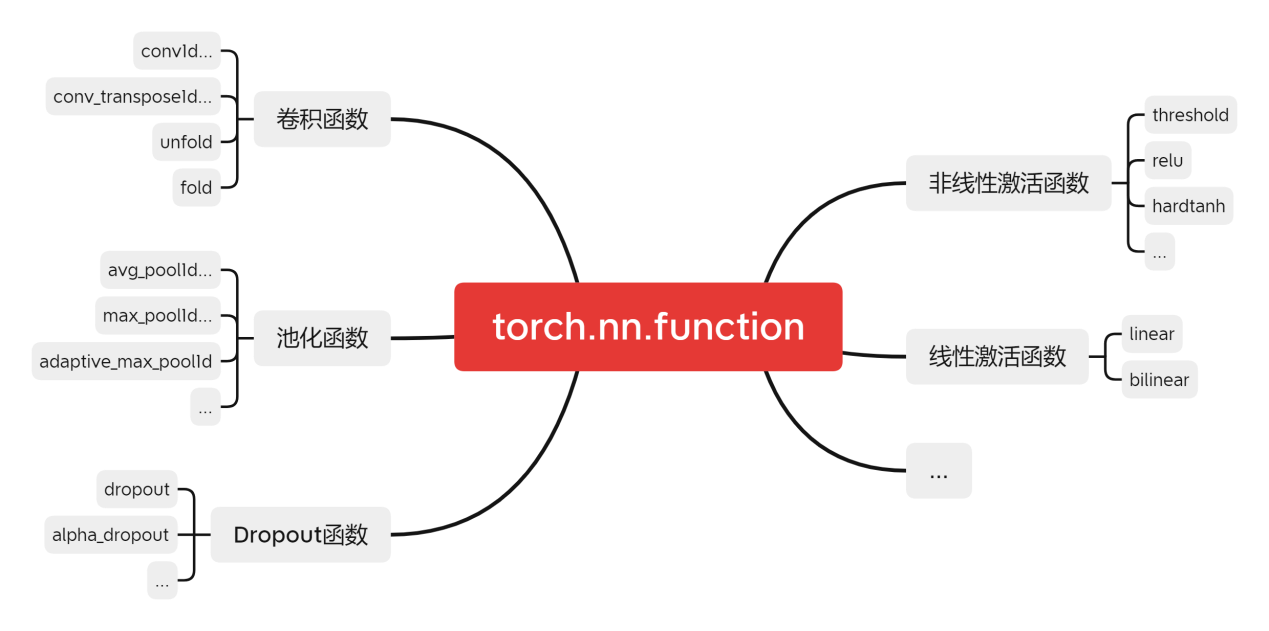 torch.nn.function
卷积函数
conv1d...
conv_transpose1d...
unfold
fold
池化函数
avg_pool1d...
max_pool1d...
adaptive_max_pool1d
...
Dropout函数
dropout
alpha_dropout
...
非线性激活函数
threshold
relu
hardtanh
...
线性激活函数
linear
bilinear
...